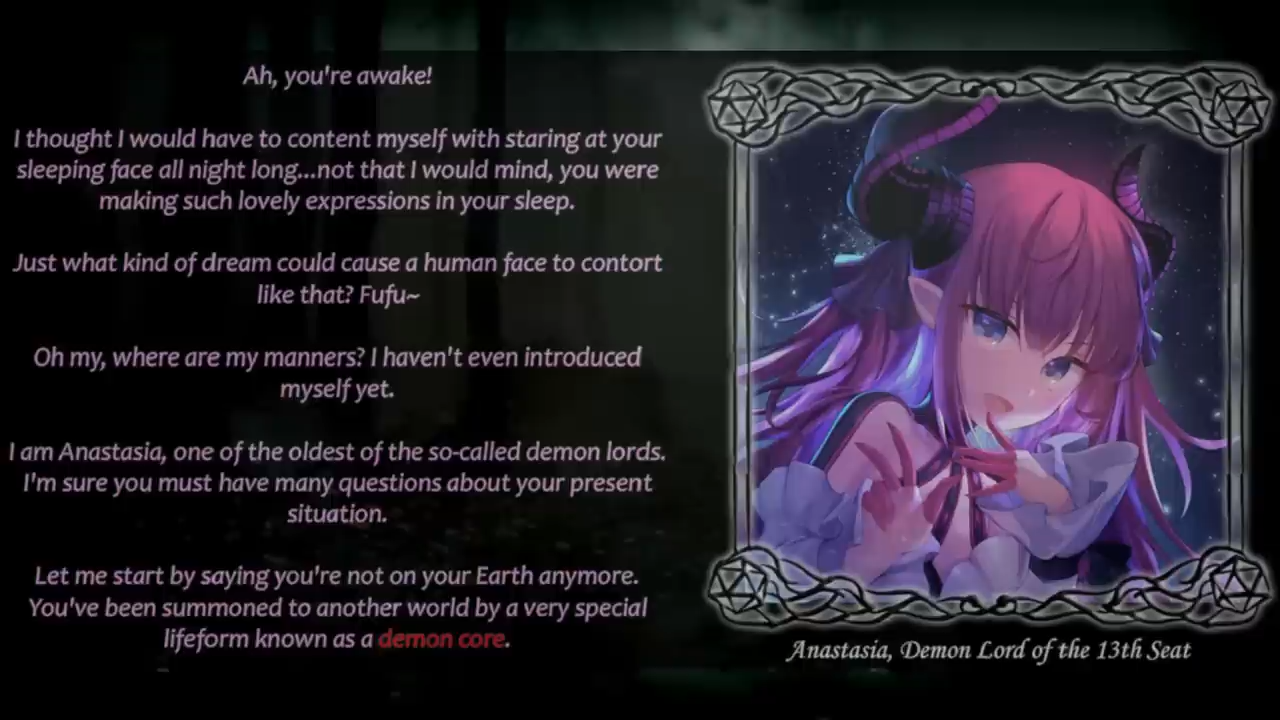 Ah, you're awake!
I thought I would have to content myself with staring at your
sleeping face all night long...not that I would mind, you were
making such lovely expressions in your sleep.
Just what kind of dream could cause a human face to contort
like that? Fufu~
Oh my, where are my manners? I haven't even introduced
myself yet.
I am Anastasia, one of the oldest of the so-called demon lords.
I'm sure you must have many questions about your present
situation.
Let me start by saying you're not on your Earth anymore.
You've been summoned to another world by a very special
lifeform known as a demon core.
Anastasia, Demon Lord of the 13th Seat